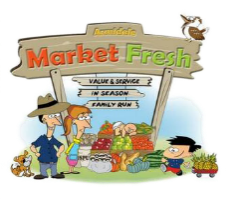 Market Fresh
VALUE & SERVICE
IN SEASON
FAMILY RUN